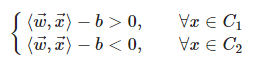 ⟨w⃗, x⃗⟩ − b > 0, ∀x ∈ C₁
⟨w⃗, x⃗⟩ − b < 0, ∀x ∈ C₂